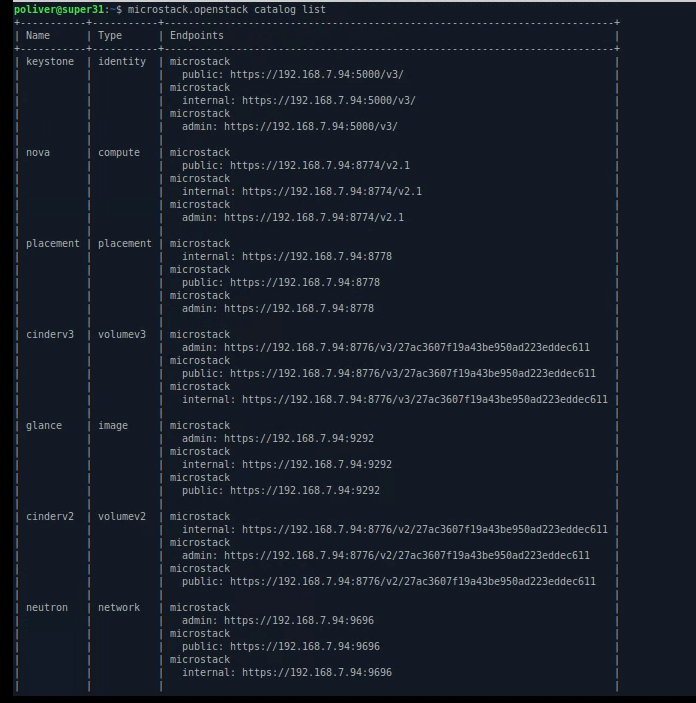 poliver@super31:~$ microstack.openstack catalog list
+-----------+-----------+--------------------------------------------------------------------------+
| Name      | Type      | Endpoints                                                                |
+-----------+-----------+--------------------------------------------------------------------------+
| keystone  | identity  | microstack                                                               |
|           |           |   public: https://192.168.7.94:5000/v3/                                  |
|           |           | microstack                                                               |
|           |           |   internal: https://192.168.7.94:5000/v3/                                |
|           |           | microstack                                                               |
|           |           |   admin: https://192.168.7.94:5000/v3/                                   |
|           |           |                                                                          |
| nova      | compute   | microstack                                                               |
|           |           |   public: https://192.168.7.94:8774/v2.1                                 |
|           |           | microstack                                                               |
|           |           |   internal: https://192.168.7.94:8774/v2.1                               |
|           |           | microstack                                                               |
|           |           |   admin: https://192.168.7.94:8774/v2.1                                  |
|           |           |                                                                          |
| placement | placement | microstack                                                               |
|           |           |   internal: https://192.168.7.94:8778                                    |
|           |           | microstack                                                               |
|           |           |   public: https://192.168.7.94:8778                                      |
|           |           | microstack                                                               |
|           |           |   admin: https://192.168.7.94:8778                                       |
|           |           |                                                                          |
| cinderv3  | volumev3  | microstack                                                               |
|           |           |   admin: https://192.168.7.94:8776/v3/27ac3607f19a43be950ad223eddec611    |
|           |           | microstack                                                               |
|           |           |   public: https://192.168.7.94:8776/v3/27ac3607f19a43be950ad223eddec611   |
|           |           | microstack                                                               |
|           |           |   internal: https://192.168.7.94:8776/v3/27ac3607f19a43be950ad223eddec611 |
|           |           |                                                                          |
| glance    | image     | microstack                                                               |
|           |           |   admin: https://192.168.7.94:9292                                       |
|           |           | microstack                                                               |
|           |           |   internal: https://192.168.7.94:9292                                    |
|           |           | microstack                                                               |
|           |           |   public: https://192.168.7.94:9292                                      |
|           |           |                                                                          |
| cinderv2  | volumev2  | microstack                                                               |
|           |           |   internal: https://192.168.7.94:8776/v2/27ac3607f19a43be950ad223eddec611 |
|           |           | microstack                                                               |
|           |           |   admin: https://192.168.7.94:8776/v2/27ac3607f19a43be950ad223eddec611    |
|           |           | microstack                                                               |
|           |           |   public: https://192.168.7.94:8776/v2/27ac3607f19a43be950ad223eddec611   |
|           |           |                                                                          |
| neutron   | network   | microstack                                                               |
|           |           |   admin: https://192.168.7.94:9696                                       |
|           |           | microstack                                                               |
|           |           |   public: https://192.168.7.94:9696                                      |
|           |           | microstack                                                               |
|           |           |   internal: https://192.168.7.94:9696                                    |
|           |           |                                                                          |